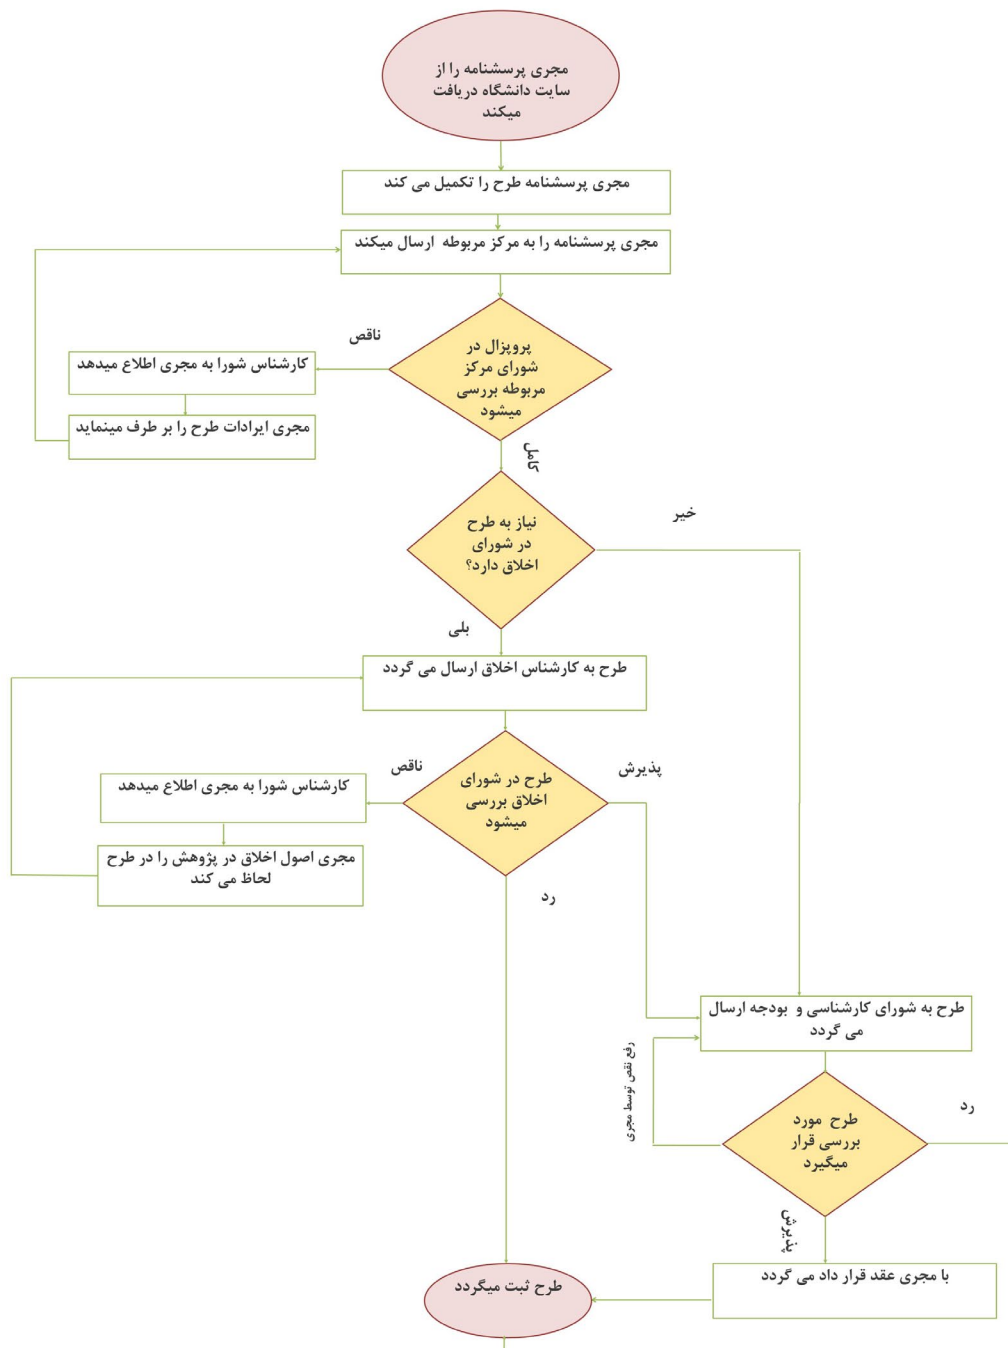 مجری پرسشنامه را از
سایت دانشگاه دریافت
میکند
مجری پرسشنامه طرح را تکمیل می کند
مجری پرسشنامه را به مرکز مربوطه ارسال میکند
ناقص
پروپزال در
شورای مرکز
مربوطه بررسی
میشود
کارشناس شورا به مجری اطلاع میدهد
مجری ایرادات طرح را بر طرف مینماید
کامل
خیر
نیاز به طرح
در شورای
اخلاق دارد؟
بلی
طرح به کارشناس اخلاق ارسال می گردد
پذیرش
ناقص
طرح در شورای
اخلاق بررسی
میشود
کارشناس شورا به مجری اطلاع میدهد
مجری اصول اخلاق در پژوهش را در طرح
لحاظ می کند
رد
طرح به شورای کارشناسی و بودجه ارسال
می گردد
رفع نقص توسط مجری
رد
طرح مورد
بررسی قرار
میگیرد
پذیرش
با مجری عقد قرار داد می گردد
طرح ثبت میگردد